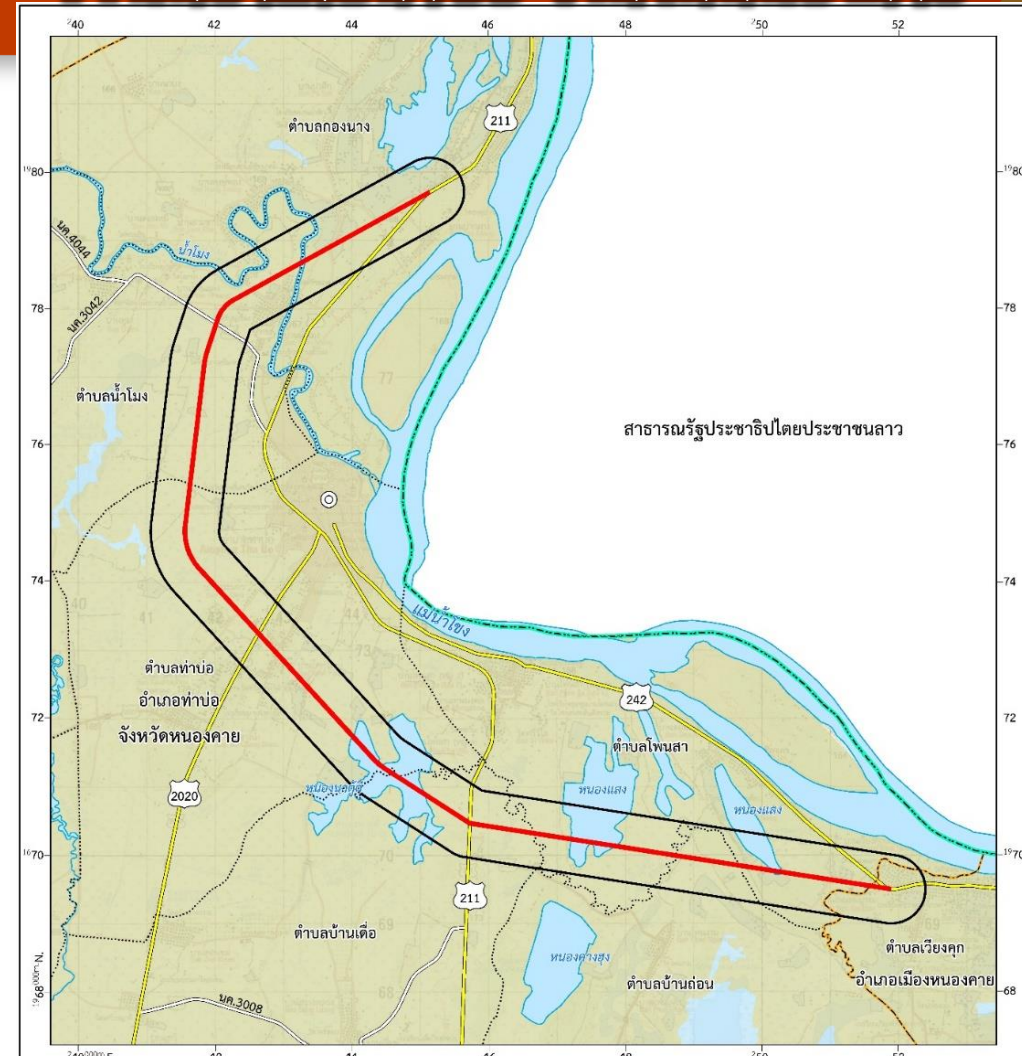 ²40
42
44
46
48
²50
52
ตำบลกองนาง
211
¹⁹80
¹⁹80
นค.4044
น้ำโมง
78
78
นค.3042
ตำบลน้ำโมง
77
76
76
สาธารณรัฐประชาธิปไตยประชาชนลาว
74
74
แม่น้ำโขง
ตำบลท่าบ่อ
อำเภอท่าบ่อ
จังหวัดหนองคาย
72
242
72
ตำบลโพนสา
2020
หนองแสง
หนองแสง
¹⁹70
¹⁹70
211
ตำบลบ้านเดื่อ
ตำบลเวียงคุก
หนองค่างฮุง
ตำบลบ้านถ่อน
อำเภอเมืองหนองคาย
¹⁹68⁰⁰⁰ᵐ·N.
68
นค.3008